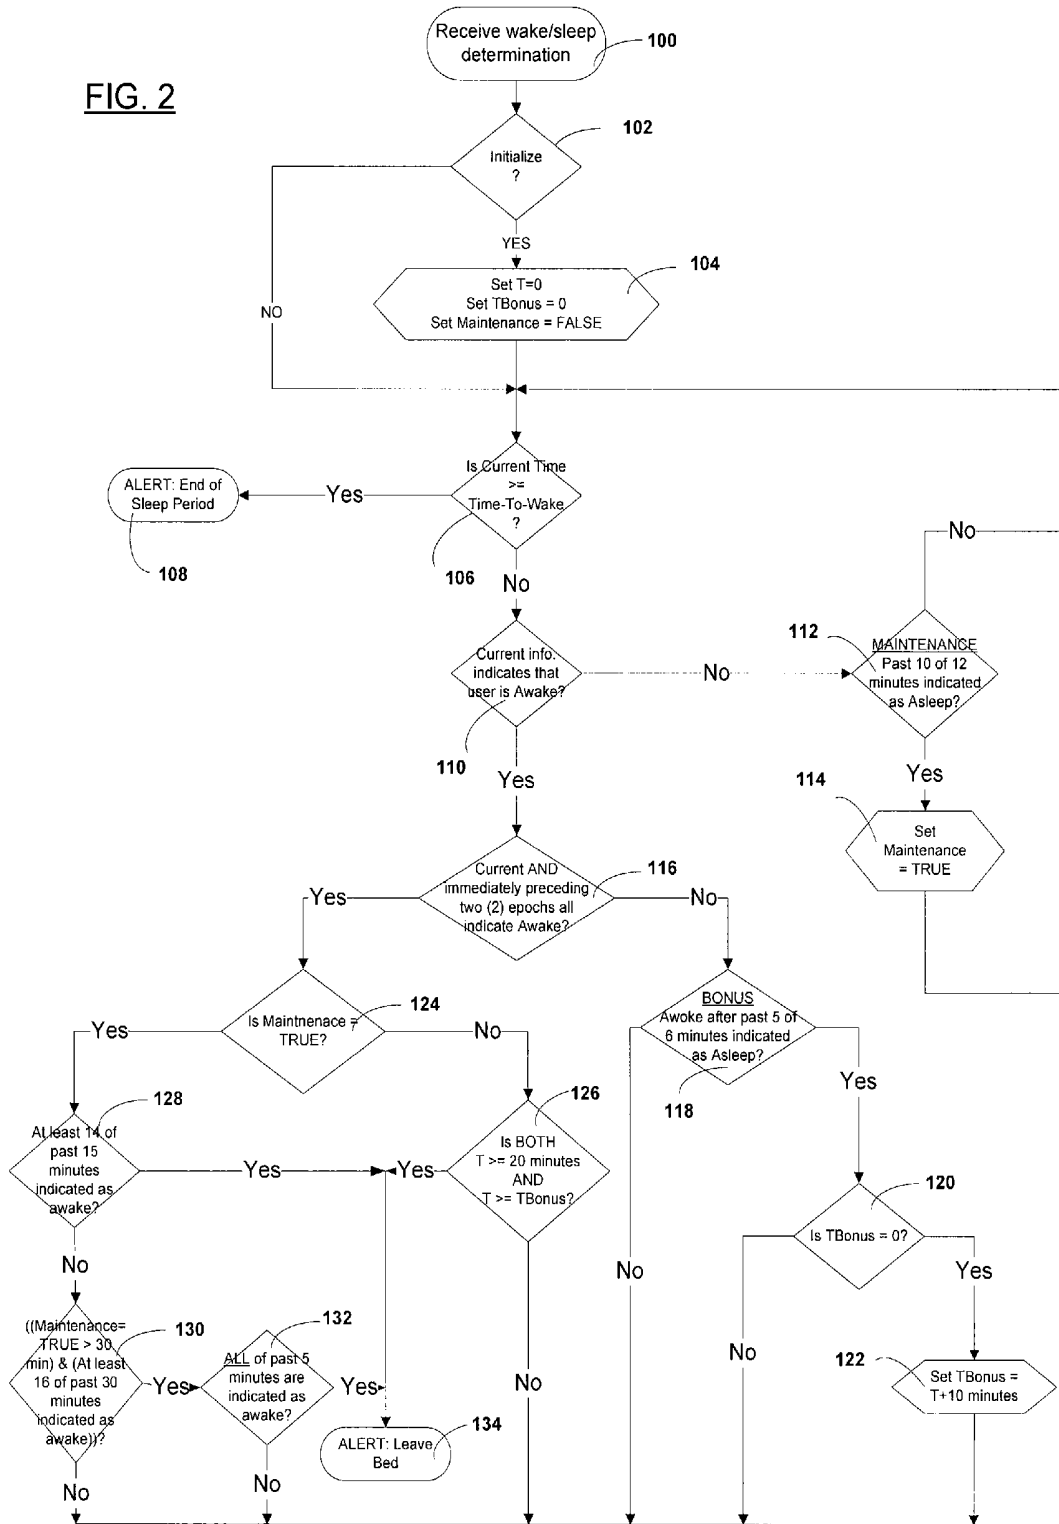 Receive wake/sleep
determination
100
FIG. 2
102
Initialize
?
YES
104
Set T=0
Set TBonus = 0
Set Maintenance = FALSE
NO
Is Current Time
>=
Time-To-Wake
?
ALERT: End of
Sleep Period
Yes
108
106
No
No
112
MAINTENANCE
Past 10 of 12
minutes indicated
as Asleep?
Current info.
indicates that
user is Awake?
No
110
Yes
Yes
114
Set
Maintenance
= TRUE
Current AND
immediately preceding
two (2) epochs all
indicate Awake?
116
Yes
No
124
Is Maintnenace =
TRUE?
Yes
No
BONUS
Awoke after past 5 of
6 minutes indicated
as Asleep?
118
Yes
128
At least 14 of
past 15
minutes
indicated as
awake?
Yes
126
Is BOTH
T >= 20 minutes
AND
T >= TBonus?
Yes
120
Is TBonus = 0?
No
No
Yes
130
((Maintenance=
TRUE > 30
min) & (At least
16 of past 30
minutes
indicated as
awake))?
Yes
132
ALL of past 5
minutes are
indicated as
awake?
Yes
No
No
122
Set TBonus =
T+10 minutes
134
ALERT: Leave
Bed
No
No